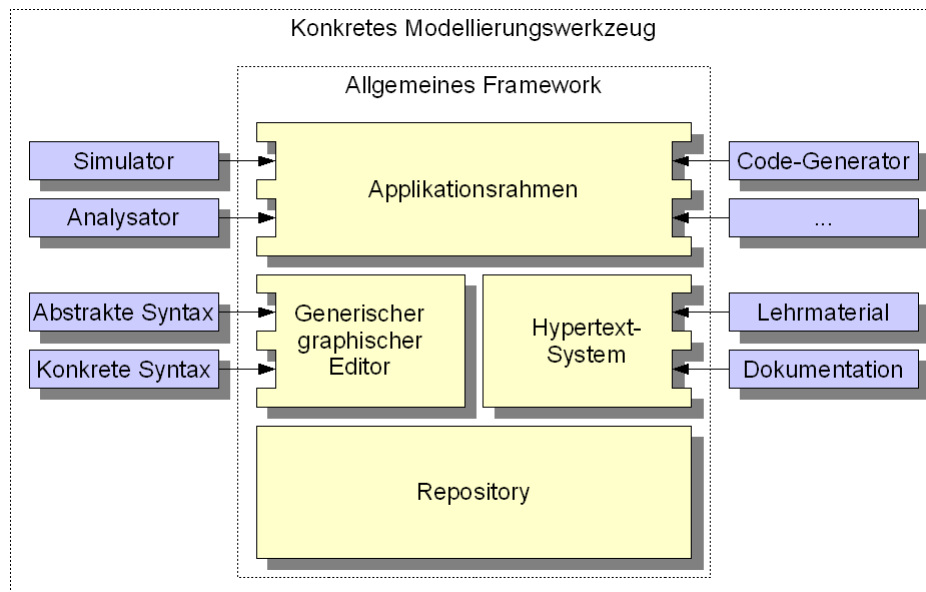 Konkretes Modellierungswerkzeug
Allgemeines Framework
Simulator
Analysator
Applikationsrahmen
Code-Generator
...
Abstrakte Syntax
Konkrete Syntax
Generischer
graphischer
Editor
Hypertext-
System
Lehrmaterial
Dokumentation
Repository